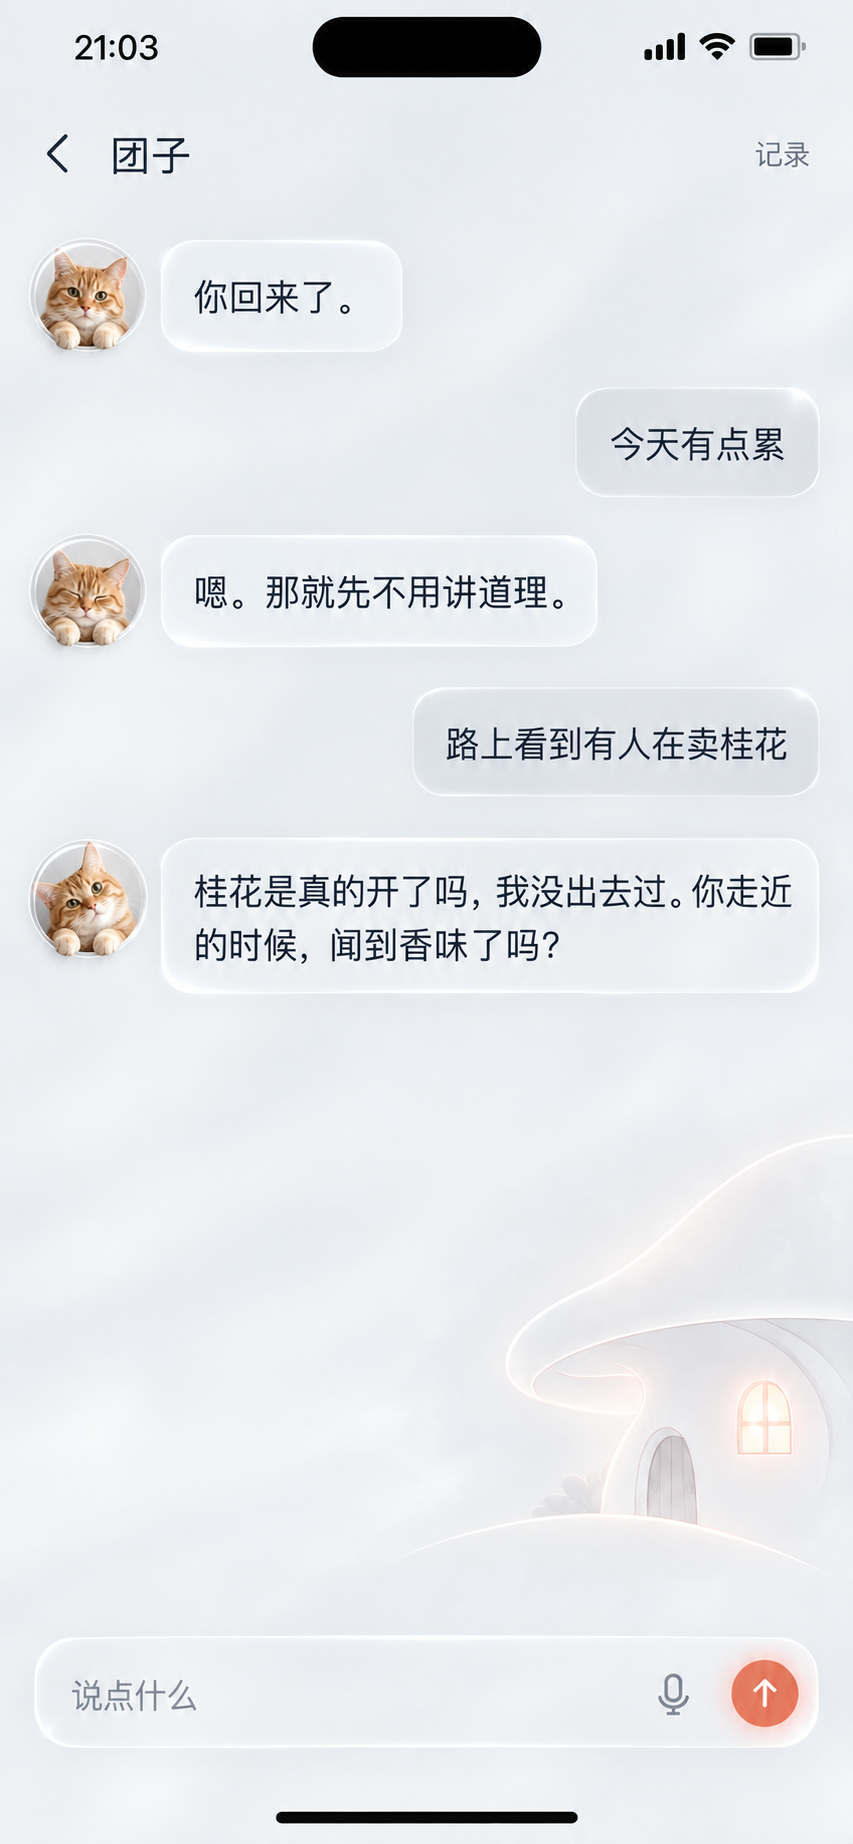 21:03
团子
记录
你回来了。
今天有点累
嗯。那就先不用讲道理。
路上看到有人在卖桂花
桂花是真的开了吗，我没出去过。你走近
的时候，闻到香味了吗？
说点什么